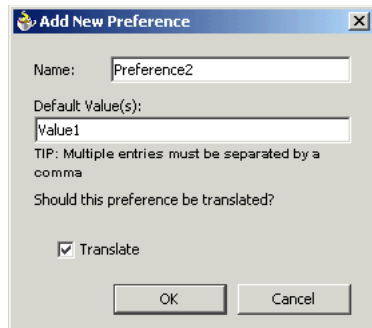 Add New Preference
Name: Preference2
Default Value(s):
Value1
TIP: Multiple entries must be separated by a
comma
Should this preference be translated?
Translate
OK Cancel